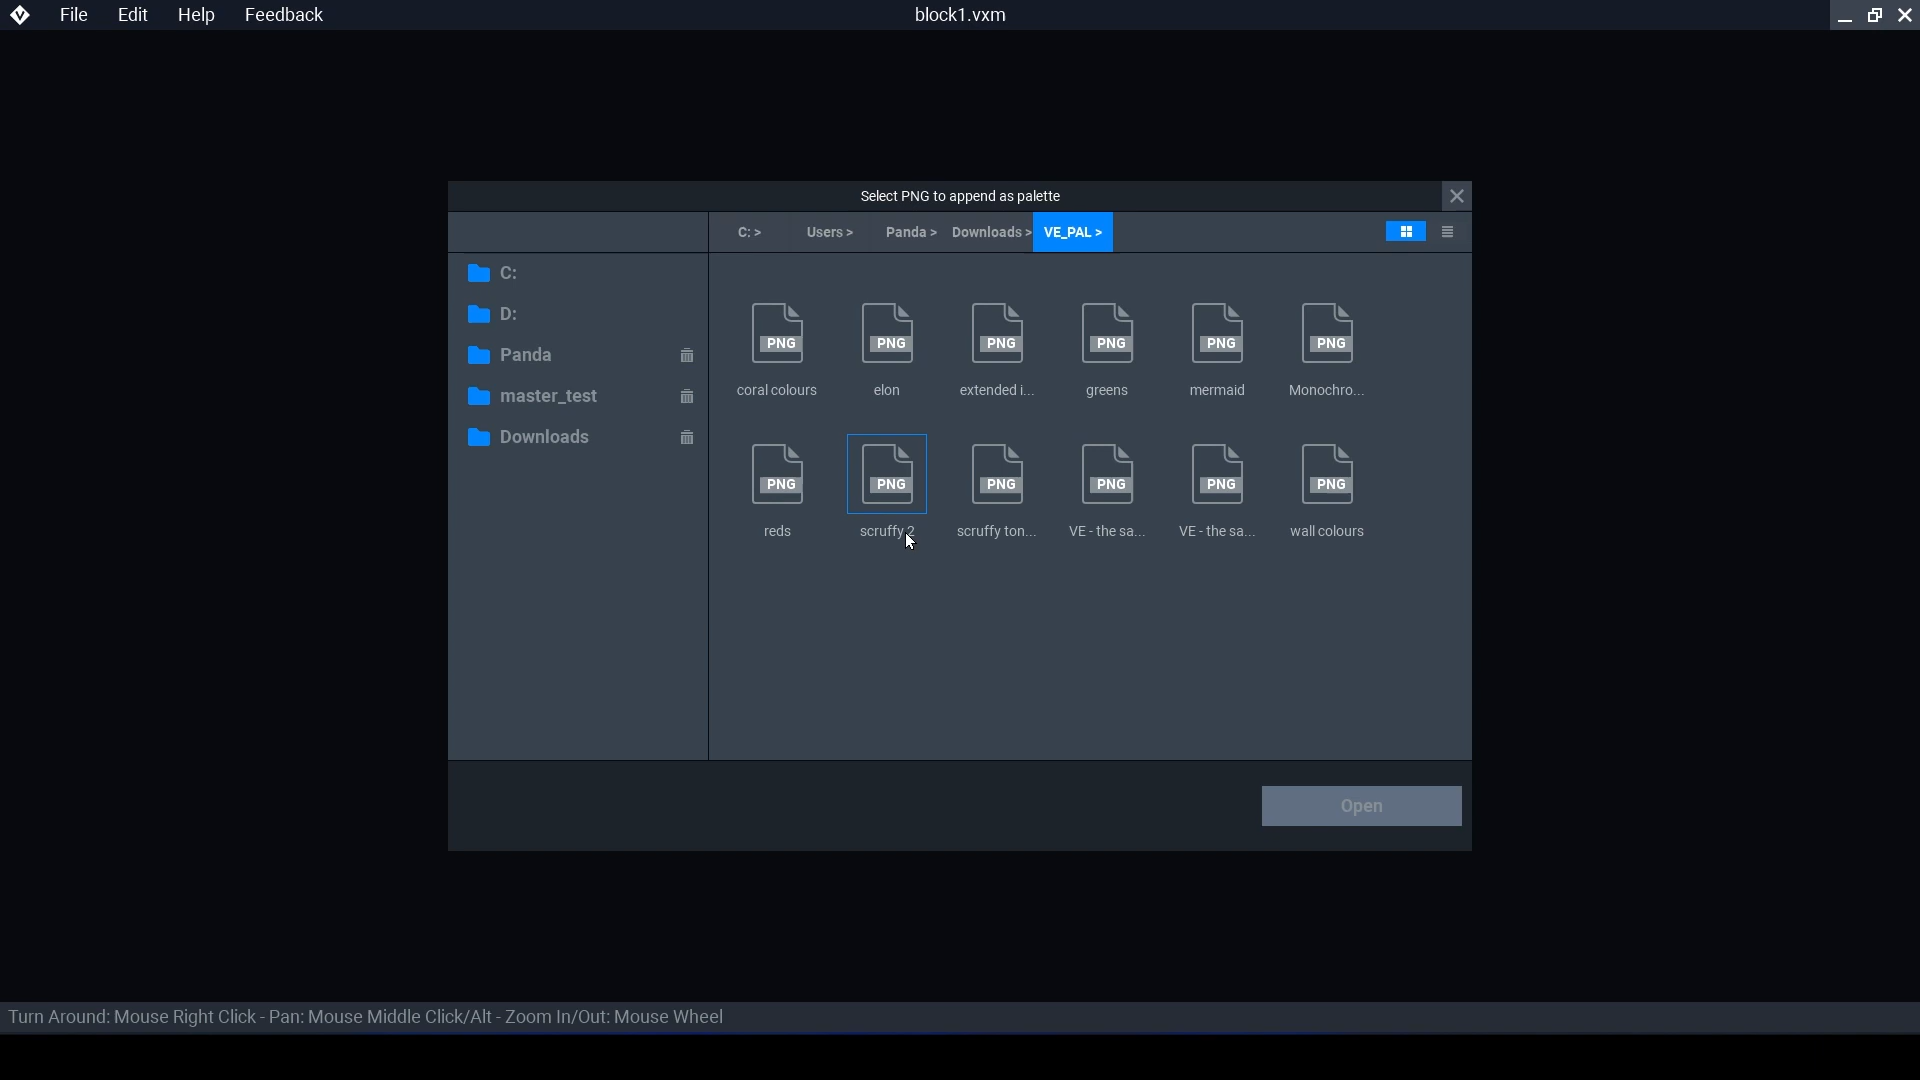 File Edit Help Feedback block1.vxm
Select PNG to append as palette
C: > Users > Panda > Downloads > VE_PAL >
C:
D:
Panda
master_test
Downloads
PNG PNG PNG PNG PNG PNG
coral colours elon extended i... greens mermaid Monochro...
PNG PNG PNG PNG PNG PNG
reds scruffy 2 scruffy ton... VE - the sa... VE - the sa... wall colours
Open
Turn Around: Mouse Right Click - Pan: Mouse Middle Click/Alt - Zoom In/Out: Mouse Wheel